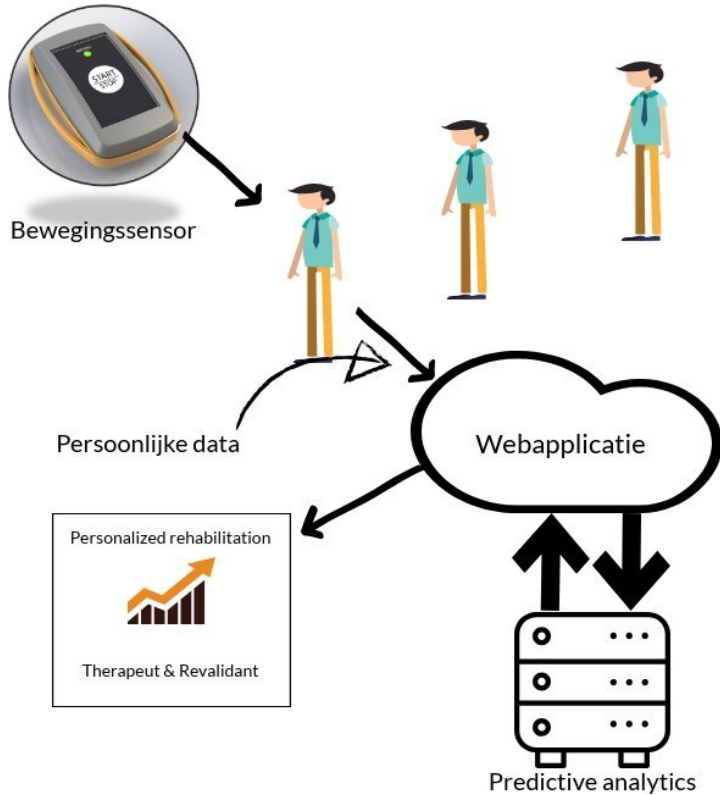 START
STOP
Bewegingssensor
Persoonlijke data
Webapplicatie
Personalized rehabilitation
Therapeut & Revalidant
Predictive analytics